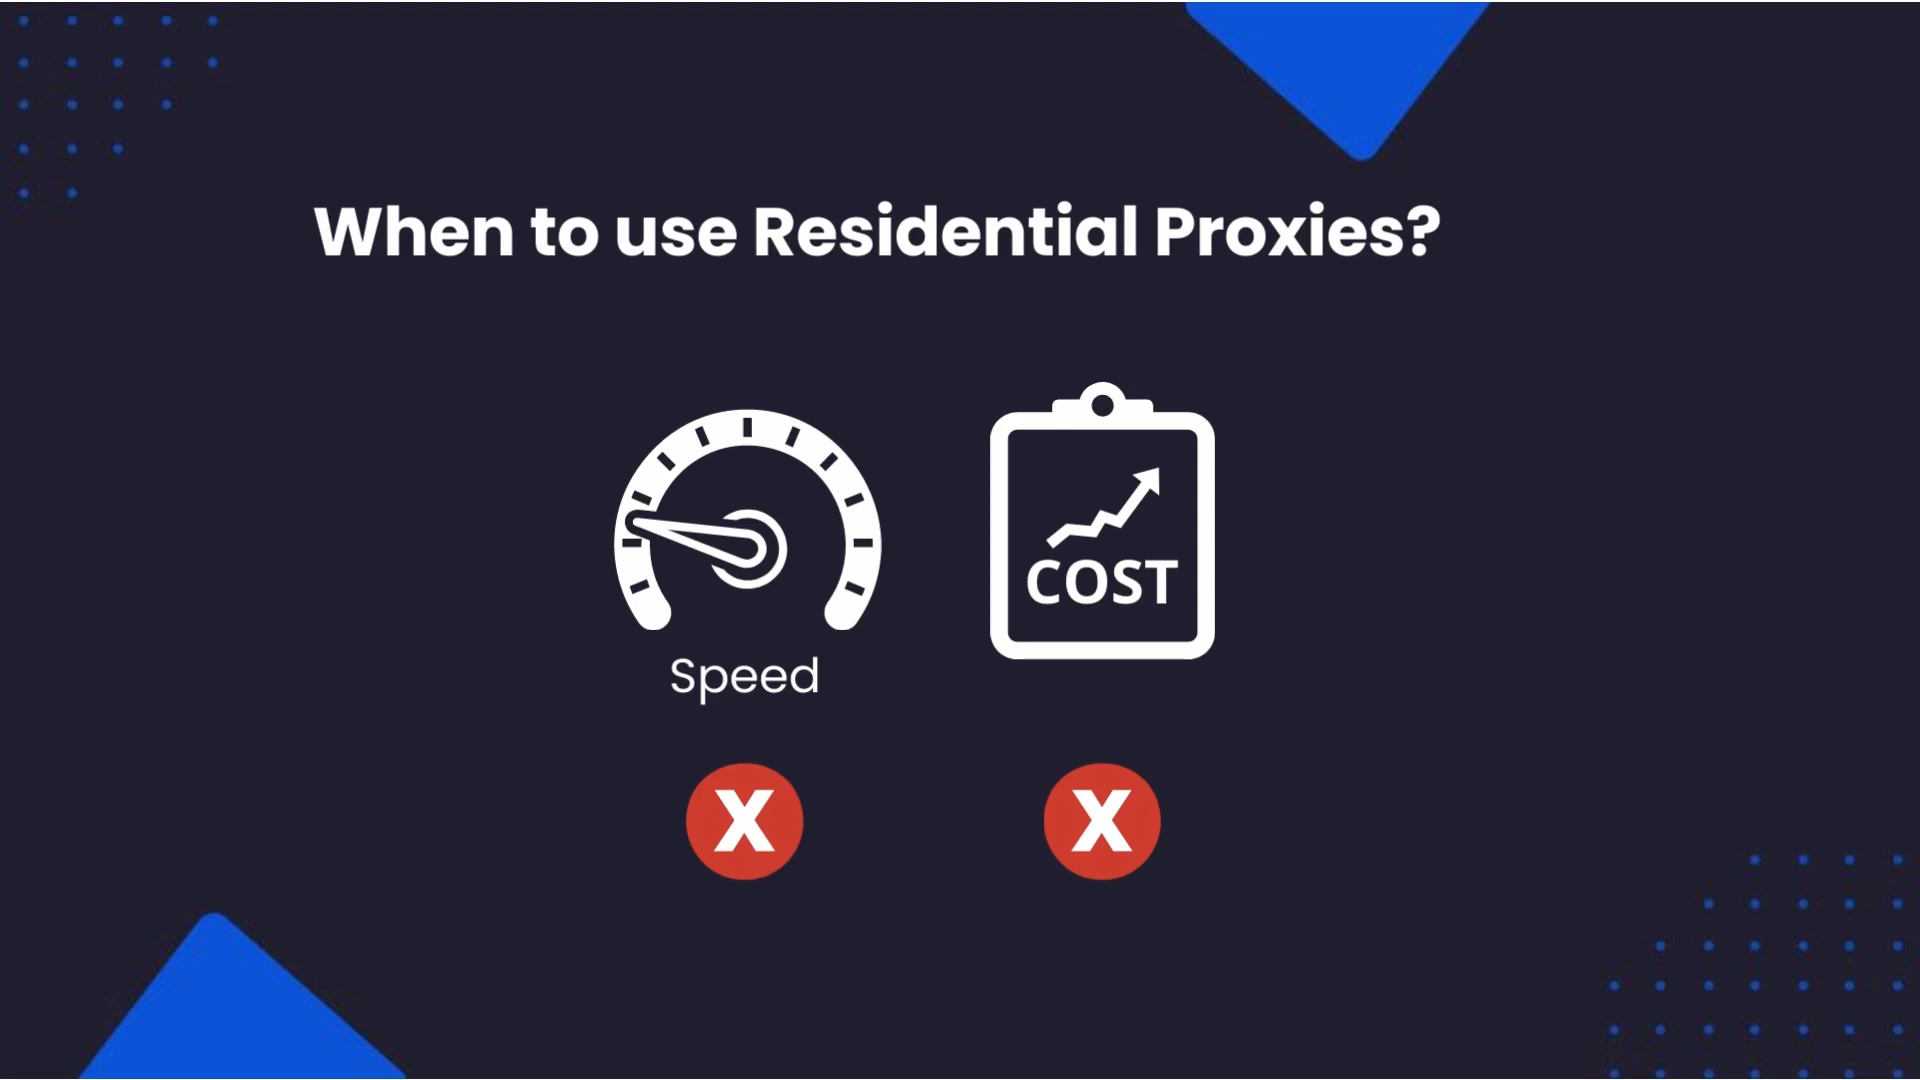 When to use Residential Proxies?
COST
Speed
X X